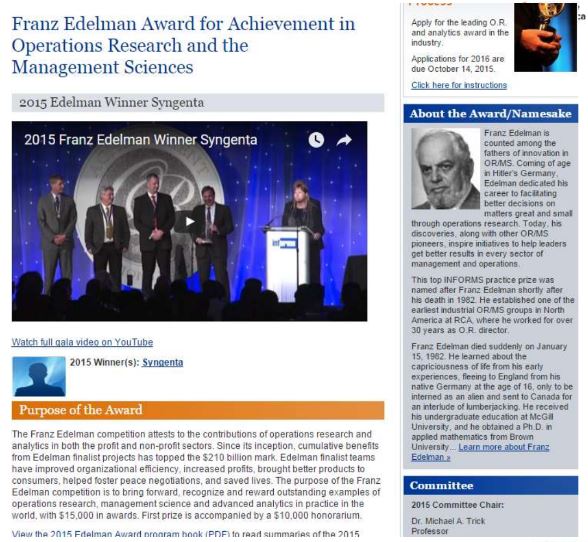 Franz Edelman Award for Achievement in
Operations Research and the
Management Sciences
2015 Edelman Winner Syngenta
2015 Franz Edelman Winner Syngenta
Watch full gala video on YouTube
2015 Winner(s): Syngenta
Purpose of the Award
The Franz Edelman competition attests to the contributions of operations research and
analytics in both the profit and non-profit sectors. Since its inception, cumulative benefits
from Edelman finalist projects has topped the $210 billion mark. Edelman finalist teams
have improved organizational efficiency, increased profits, brought better products to
consumers, helped foster peace negotiations, and saved lives. The purpose of the Franz
Edelman competition is to bring forward, recognize and reward outstanding examples of
operations research, management science and advanced analytics in practice in the
world, with $15,000 in awards. First prize is accompanied by a $10,000 honorarium.
View the 2015 Edelman Award program book (PDF) to read summaries of the 2015
Process
Apply for the leading O.R.
and analytics award in the
industry.
Applications for 2016 are
due October 14, 2015.
Click here for instructions
About the Award/Namesake
Franz Edelman is
counted among the
fathers of innovation in
OR/MS. Coming of age
in Hitler's Germany,
Edelman dedicated his
career to facilitating
better decisions on
matters great and small
through operations research. Today, his
discoveries, along with other OR/MS
pioneers, inspire initiatives to help leaders
get better results in every sector of
management and operations.
This top INFORMS practice prize was
named after Franz Edelman shortly after
his death in 1982. He established one of the
earliest industrial OR/MS groups in North
America at RCA, where he worked for over
30 years as O.R. director.
Franz Edelman died suddenly on January
15, 1982. He learned about the
capriciousness of life from his early
experiences, fleeing to England from his
native Germany at the age of 16, only to be
interned as an alien and sent to Canada for
an interlude of lumberjacking. He received
his undergraduate education at McGill
University, and he obtained a Ph.D. in
applied mathematics from Brown
University... Learn more about Franz
Edelman »
Committee
2015 Committee Chair:
Dr. Michael A. Trick
Professor